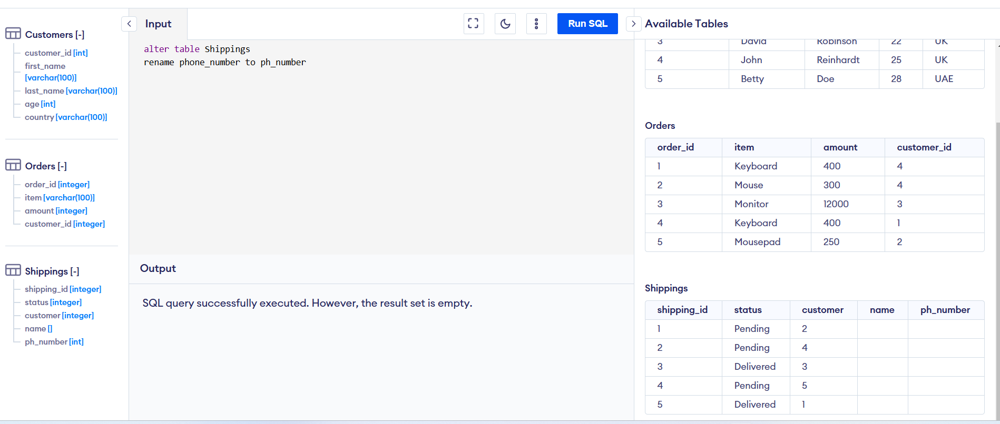 Customers [-]
customer_id [int]
first_name
[varchar(100)]
last_name [varchar(100)]
age [int]
country [varchar(100)]
Orders [-]
order_id [integer]
item [varchar(100)]
amount [integer]
customer_id [integer]
Shippings [-]
shipping_id [integer]
status [integer]
customer [integer]
name []
ph_number [int]
Input
Run SQL
alter table Shippings
rename phone_number to ph_number
Output
SQL query successfully executed. However, the result set is empty.
Available Tables
3 David Robinson 22 UK
4 John Reinhardt 25 UK
5 Betty Doe 28 UAE
Orders
order_id item amount customer_id
1 Keyboard 400 4
2 Mouse 300 4
3 Monitor 12000 3
4 Keyboard 400 1
5 Mousepad 250 2
Shippings
shipping_id status customer name ph_number
1 Pending 2
2 Pending 4
3 Delivered 3
4 Pending 5
5 Delivered 1